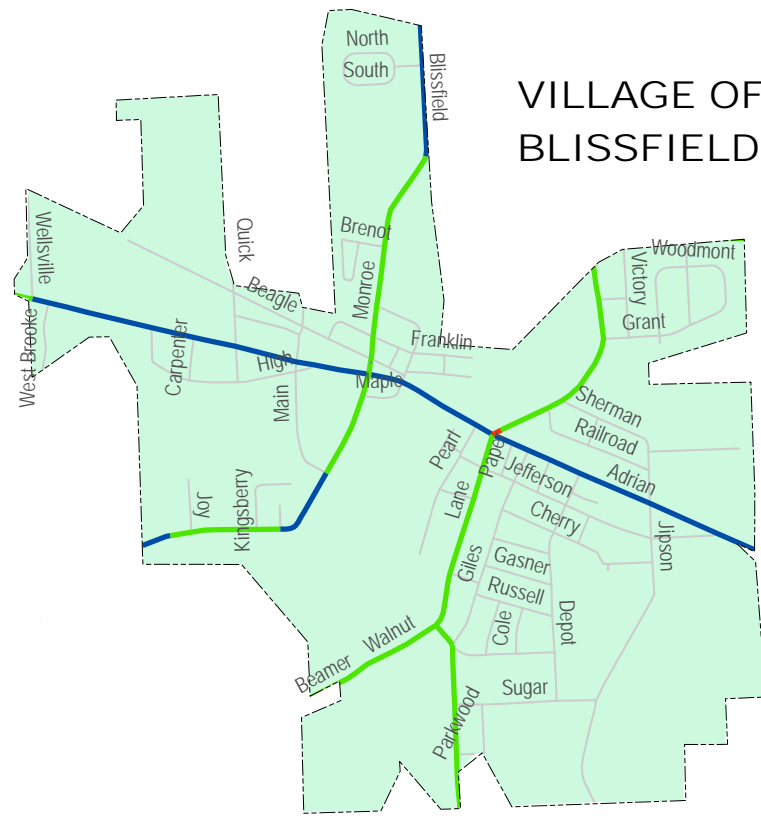 North
South
Blissfield
VILLAGE OF
BLISSFIELD
Wellsville
Quick
Brenot
Woodmont
Victory
Beagle
Monroe
Grant
West Brooke
Carpenter
High
Franklin
Maple
Main
Sherman
Railroad
Pearl
Pape
Jefferson
Adrian
Joy
Kingsberry
Lane
Cherry
Jipson
Giles
Gasner
Russell
Cole
Depot
Beamer
Walnut
Sugar
Parkwood